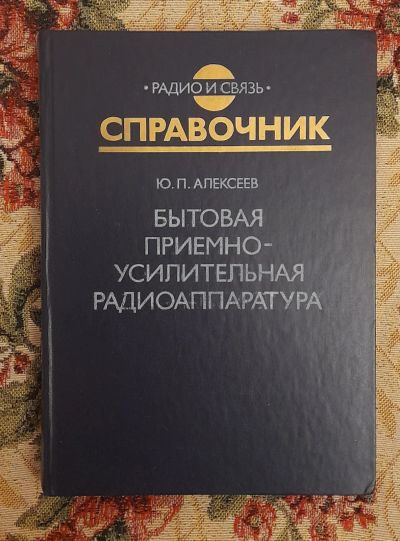 • РАДИО И СВЯЗЬ •
СПРАВОЧНИК
Ю. П. АЛЕКСЕЕВ
БЫТОВАЯ
ПРИЕМНО-
УСИЛИТЕЛЬНАЯ
РАДИОАППАРАТУРА